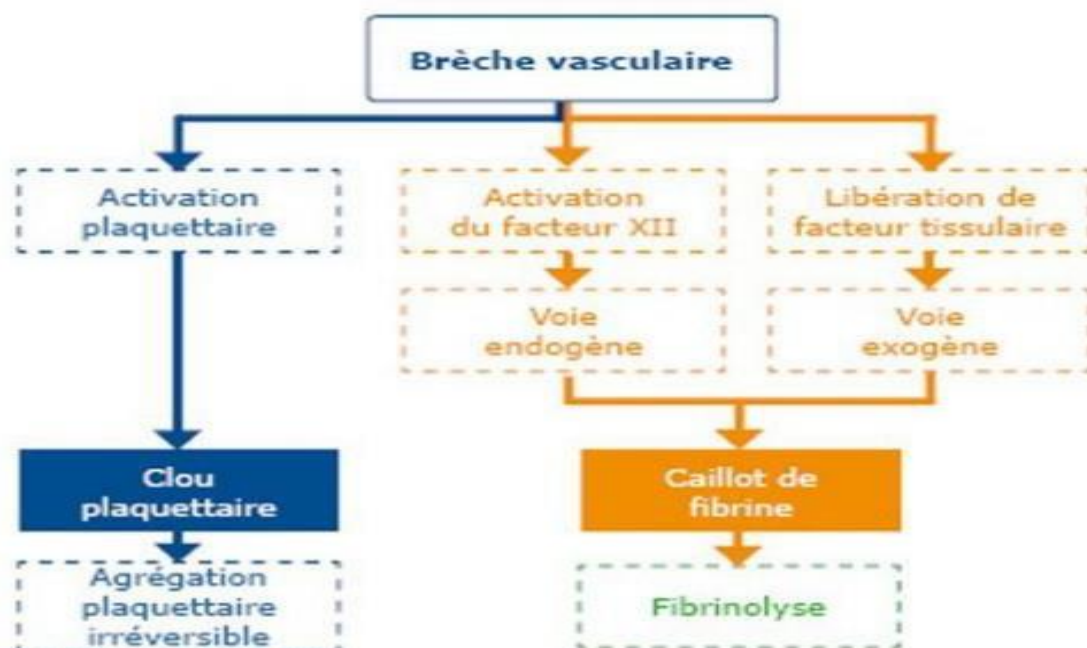 Brèche vasculaire
Activation
plaquettaire
Activation
du facteur XII
Libération de
facteur tissulaire
Voie
endogène
Voie
exogène
Clou
plaquettaire
Caillot de
fibrine
Agrégation
plaquettaire
irréversible
Fibrinolyse